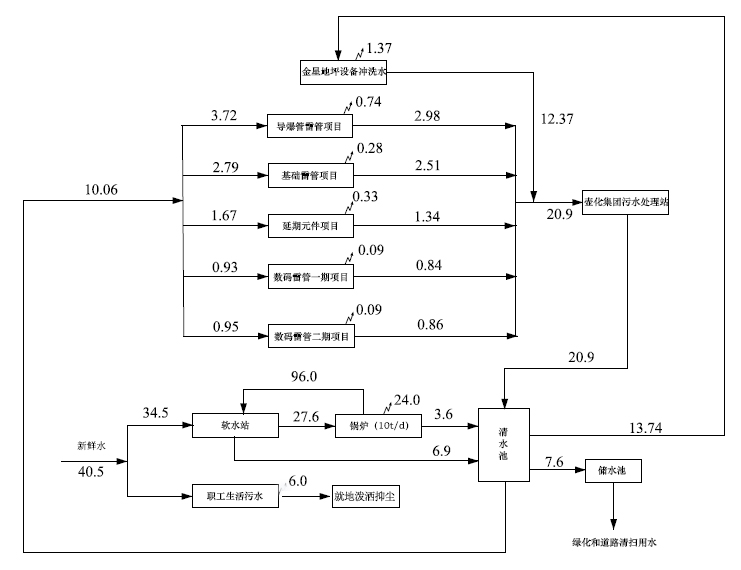 1.37
金星地坪设备冲洗水
0.74
3.72
导爆管雷管项目
2.98
12.37
0.28
2.79
基础雷管项目
2.51
10.06
0.33
壶化集团污水处理站
1.67
延期元件项目
1.34
20.9
0.09
0.93
数码雷管一期项目
0.84
0.09
0.95
数码雷管二期项目
0.86
20.9
96.0
24.0
34.5
软水站
27.6
锅炉（10t/d）
3.6
清水池
13.74
新鲜水
40.5
6.9
7.6
储水池
6.0
职工生活污水
就地泼洒抑尘
绿化和道路清扫用水